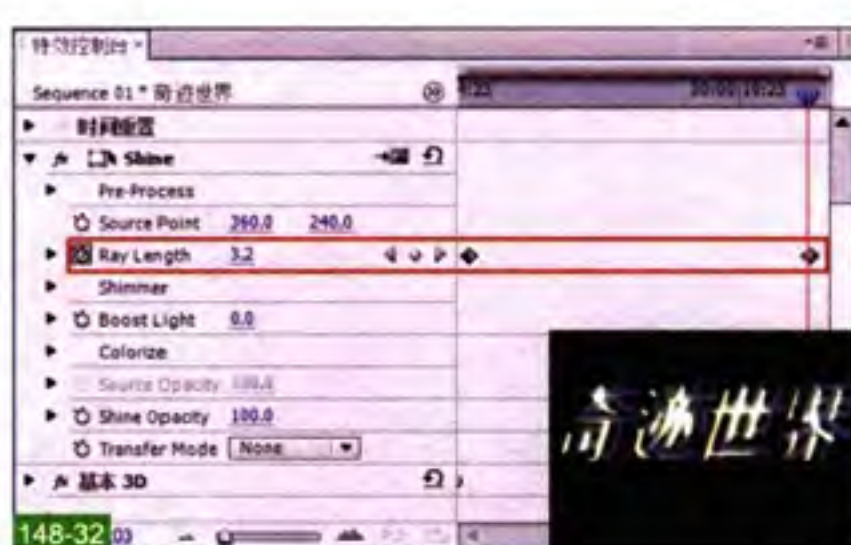 特效控制台
Sequence 01 * 奇迹世界
时间重置
Shine
Pre-Process
Source Point 360.0 240.0
Ray Length 3.2
Shimmer
Boost Light 0.0
Colorize
Source Opacity 100.0
Shine Opacity 100.0
Transfer Mode None
基本 3D
奇迹世界
148-32